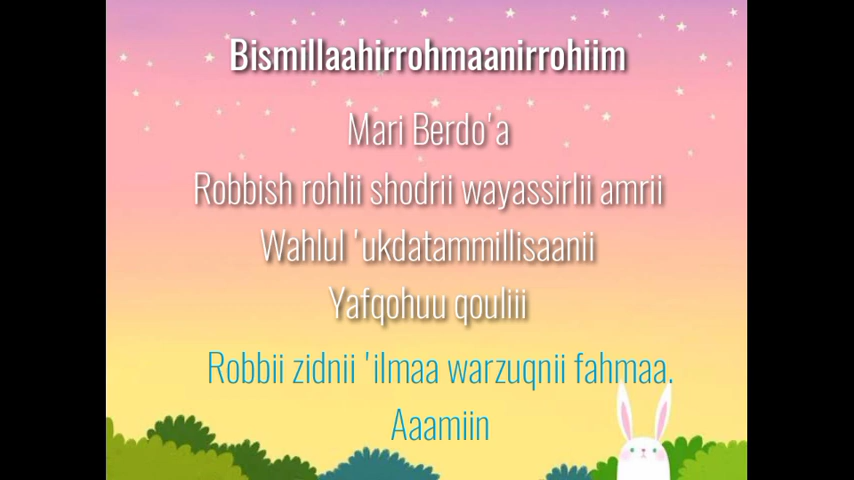 Bismillaahirrohmaanirrohiim
Mari Berdo'a
Robbish rohlii shodrii wayassirlii amrii
Wahlul 'ukdatammillisaanii
Yafqohuu qouliii
Robbii zidnii 'ilmaa warzuqnii fahmaa.
Aaamiin